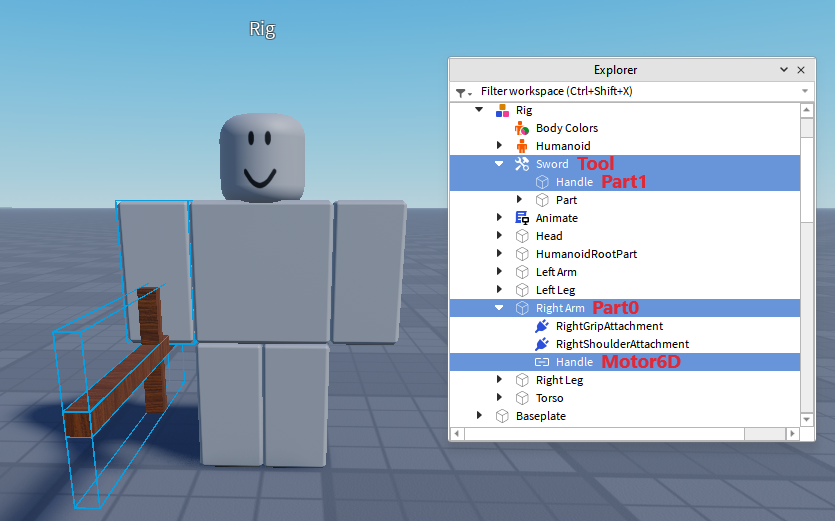 Rig
Explorer
Filter workspace (Ctrl+Shift+X)
Rig
Body Colors
Humanoid
Sword Tool
Handle Part1
Part
Animate
Head
HumanoidRootPart
Left Arm
Left Leg
Right Arm Part0
RightGripAttachment
RightShoulderAttachment
Handle Motor6D
Right Leg
Torso
Baseplate